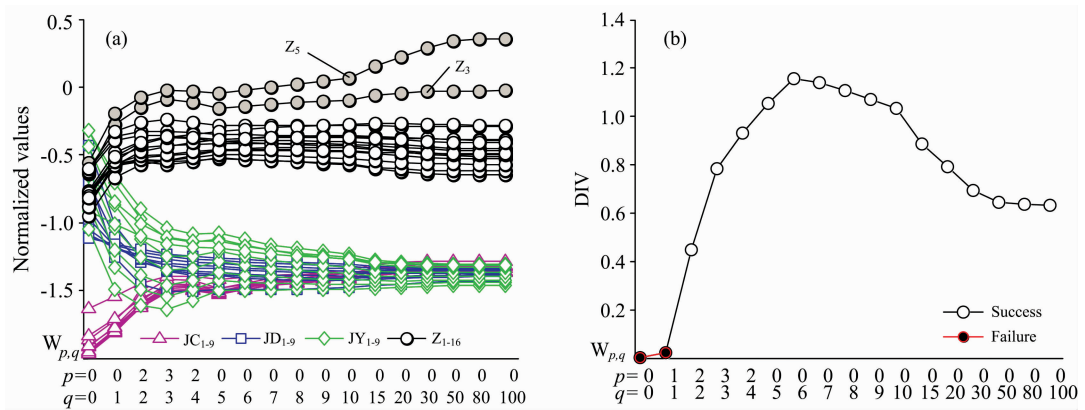 0.5
0
-0.5
-1.0
-1.5
Normalized values
(a)
Z5
Z3
JC1-9 JD1-9 JY1-9 Z1-16
Wp,q
p=0 0 2 3 2 0 0 0 0 0 0 0 0 0 0 0 0
q=0 1 2 3 4 5 6 7 8 9 10 15 20 30 50 80 100
1.4
1.2
1.0
0.8
0.6
0.4
0.2
DIV
(b)
Success
Failure
Wp,q
p= 0 1 2 3 2 0 0 0 0 0 0 0 0 0 0 0 0
q= 0 4 2 3 4 5 6 7 8 9 10 15 20 30 50 80 100